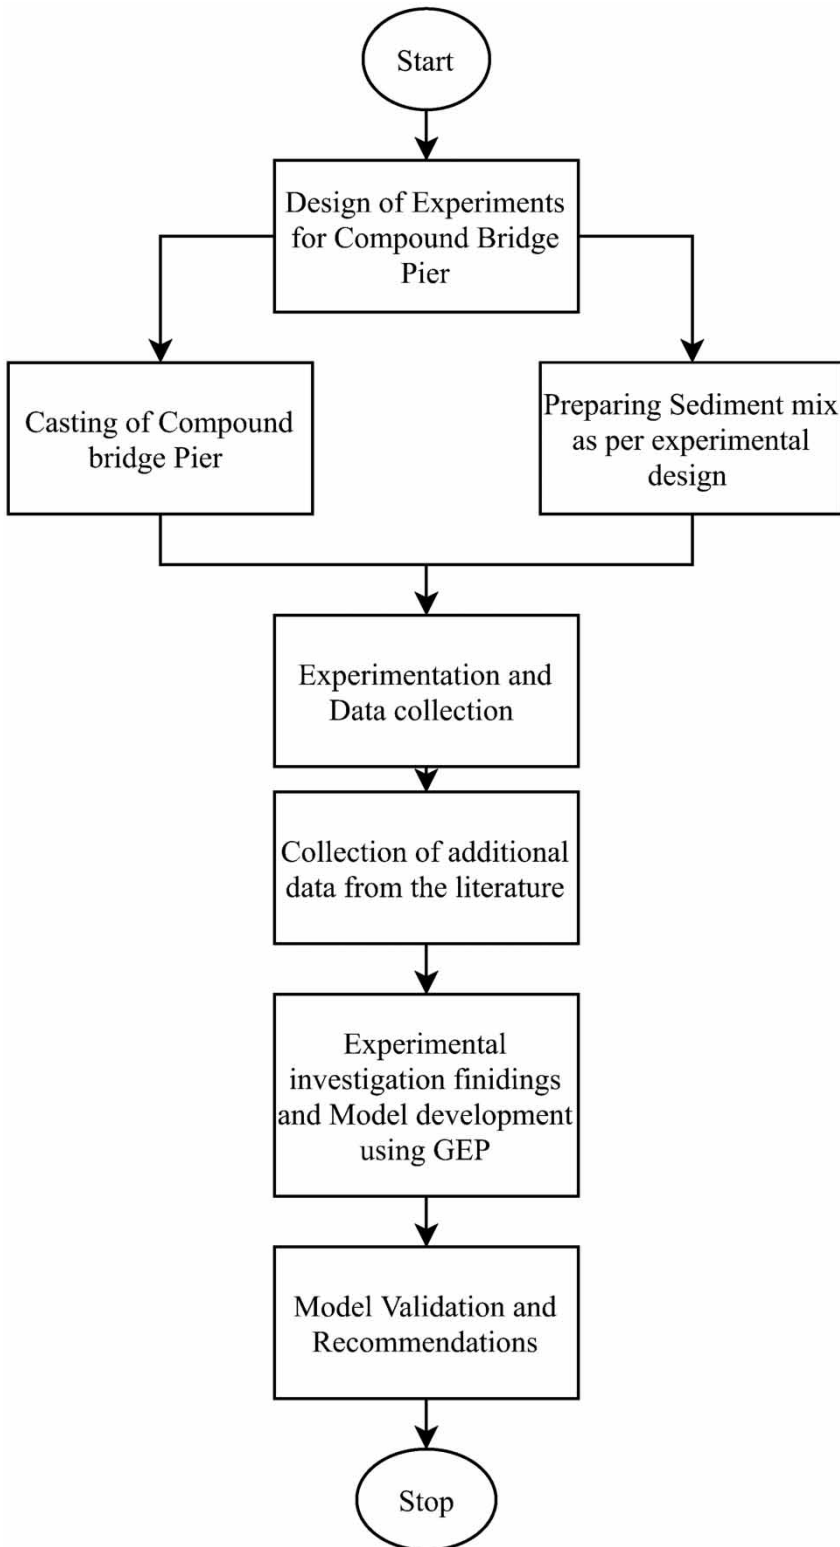 Start
Design of Experiments
for Compound Bridge
Pier
Casting of Compound
bridge Pier
Preparing Sediment mix
as per experimental
design
Experimentation and
Data collection
Collection of additional
data from the literature
Experimental
investigation finidings
and Model development
using GEP
Model Validation and
Recommendations
Stop